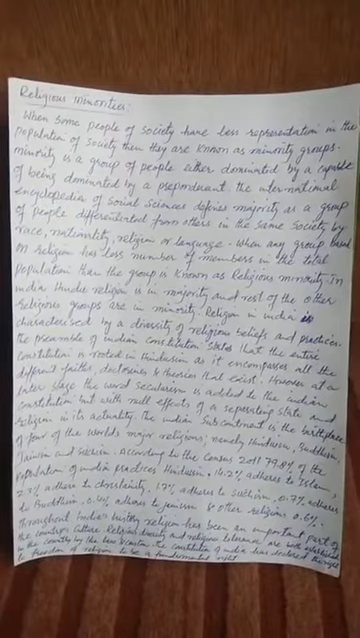 Religious Minorities:
When some people of society have less representation in the
population of society then they are known as minority groups.
minority is a group of people either dominated by a capable
of being dominated by a preponderant the international
encyclopedia of social sciences defines majority as a group
of people differentiated from others in the same society by
race, nationality, religion or language. When any group based
on religion has less number of members in the total
population than the group is known as Religious minority. In
india Hindu religion is in majority and rest of the other
religious groups are in minority. Religion in india is
characterised by a diversity of religious beliefs and practices.
the preamble of indian constitution states that the entire
constitution is rooted in Hinduism as it encompasses all the
different faiths, & theories that exist. However at a
later stage the word secularism is added to the indian
constitution but with null effects of a separating state and
religion in its actuality. The indian Subcontinent is the birthplace
of four of the worlds major religions; namely Hinduism, Buddhism,
Jainism and Sikhism. According to the Census 2011 79.8% of the
population of india practices Hinduism. 14.2% adheres to Islam,
2.3% adhere to christianity, 1.7% adheres to Sikhism, 0.7% adheres
to Buddhism, 0.4% adheres to jainism & other religions 0.6%.
Throughout India's history religion has been an important part of
the country's culture. Religious diversity and religious tolerance are both established
in the country by the law & custom. the constitution of india has declared the right
to freedom of religion to be a fundamental right